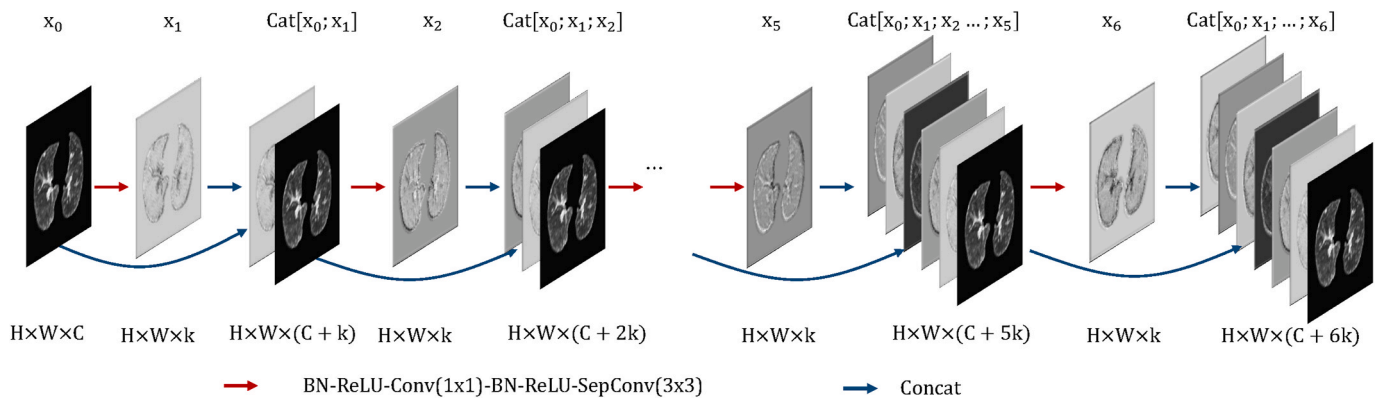 x₀ x₁ Cat[x₀; x₁] x₂ Cat[x₀; x₁; x₂] x₅ Cat[x₀; x₁; x₂ …; x₅] x₆ Cat[x₀; x₁; …; x₆]
...
H×W×C H×W×k H×W×(C + k) H×W×k H×W×(C + 2k) H×W×k H×W×(C + 5k) H×W×k H×W×(C + 6k)
BN-ReLU-Conv(1x1)-BN-ReLU-SepConv(3x3) Concat